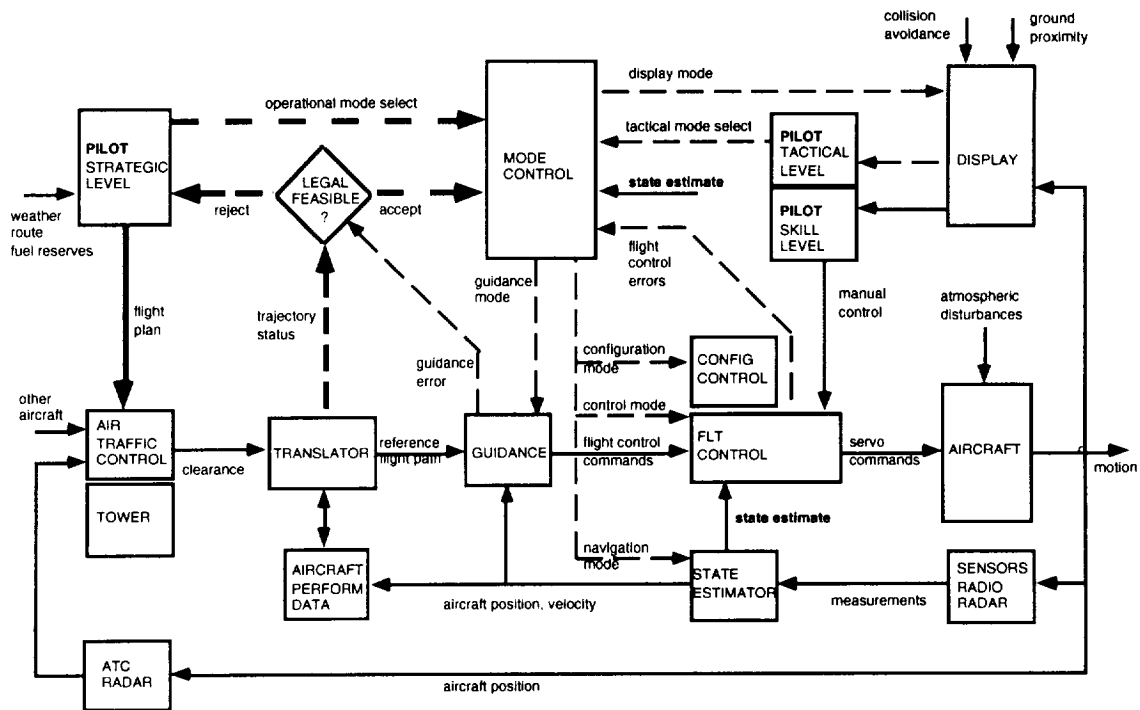 collision
avoidance
ground
proximity
display mode
operational mode select
PILOT
STRATEGIC
LEVEL
MODE
CONTROL
tactical mode select
PILOT
TACTICAL
LEVEL
DISPLAY
LEGAL
FEASIBLE
?
reject
accept
state estimate
PILOT
SKILL
LEVEL
weather
route
fuel reserves
flight
control
errors
guidance
mode
manual
control
atmospheric
disturbances
flight
plan
trajectory
status
guidance
error
configuration
mode
CONFIG
CONTROL
other
aircraft
AIR
TRAFFIC
CONTROL
clearance
TRANSLATOR
reference
flight path
GUIDANCE
control mode
flight control
commands
FLT
CONTROL
servo
commands
AIRCRAFT
motion
TOWER
state estimate
navigation
mode
AIRCRAFT
PERFORM
DATA
aircraft position, velocity
STATE
ESTIMATOR
measurements
SENSORS
RADIO
RADAR
ATC
RADAR
aircraft position